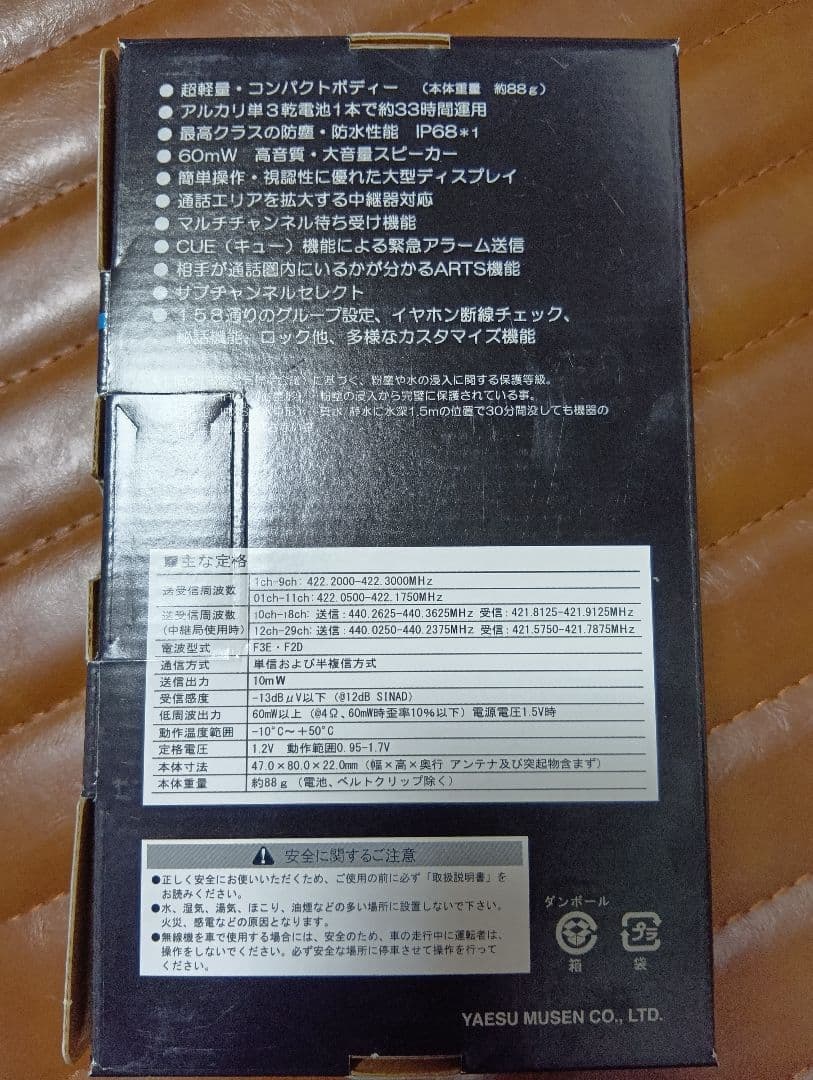 ● 超軽量・コンパクトボディー （本体重量 約88g）
● アルカリ単3乾電池1本で約33時間運用
● 最高クラスの防塵・防水性能 IP68*1
● 60mW 高音質・大音量スピーカー
● 簡単操作・視認性に優れた大型ディスプレイ
● 通話エリアを拡大する中継器対応
● マルチチャンネル待ち受け機能
● CUE（キュー）機能による緊急アラーム送信
● 相手が通話圏内にいるかが分かるARTS機能
● サブチャンネルセレクト
● 158通りのグループ設定、イヤホン断線チェック、
秘話機能、ロック他、多様なカスタマイズ機能
に基づく、粉塵や水の浸入に関する保護等級。
粉塵の侵入から完璧に保護されている事。
静水に水深1.5mの位置で30分間没しても機器の
主な定格
送受信周波数 1ch-9ch: 422.2000-422.3000MHz
01ch-11ch: 422.0500-422.1750MHz
送受信周波数 10ch-18ch: 送信：440.2625-440.3625MHz 受信：421.8125-421.9125MHz
（中継局使用時） 12ch-29ch: 送信：440.0250-440.2375MHz 受信：421.5750-421.7875MHz
電波型式 F3E・F2D
通信方式 単信および半複信方式
送信出力 10mW
受信感度 -13dBμV以下（@12dB SINAD）
低周波出力 60mW以上（@4Ω、60mW時歪率10%以下）電源電圧1.5V時
動作温度範囲 -10°C～+50°C
定格電圧 1.2V 動作範囲0.95-1.7V
本体寸法 47.0×80.0×22.0mm（幅×高×奥行 アンテナ及び突起物含まず）
本体重量 約88g（電池、ベルトクリップ除く）
安全に関するご注意
●正しく安全にお使いいただくため、ご使用の前に必ず「取扱説明書」を
お読みください。
●水、湿気、湯気、ほこり、油煙などの多い場所に設置しないで下さい。
火災、感電などの原因となります。
●無線機を車で使用する場合には、安全のため、車の走行中に運転者は、
操作をしないでください。必ず安全な場所に停車させて操作を行って
ください。
ダンボール
箱
プラ
袋
YAESU MUSEN CO., LTD.